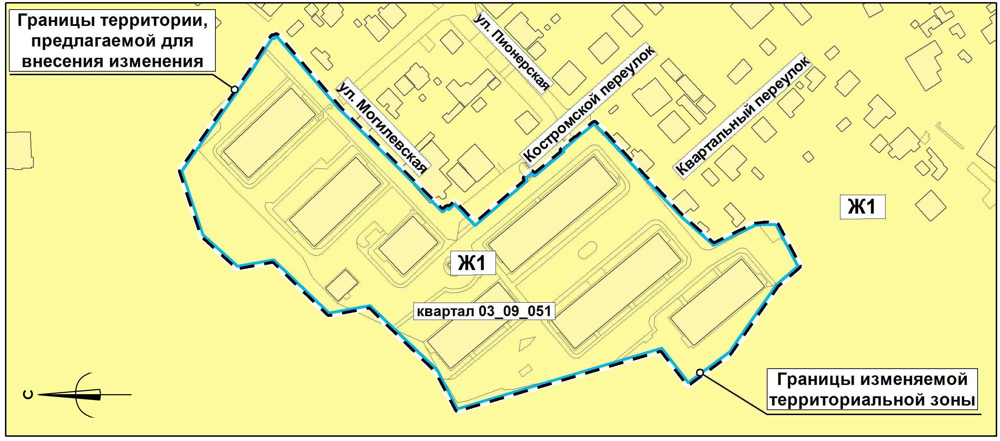 Границы территории,
предлагаемой для
внесения изменения
ул. Пионерская
Костромской переулок
Квартальный переулок
ул. Могилевская
Ж1
Ж1
квартал 03_09_051
С
Границы изменяемой
территориальной зоны